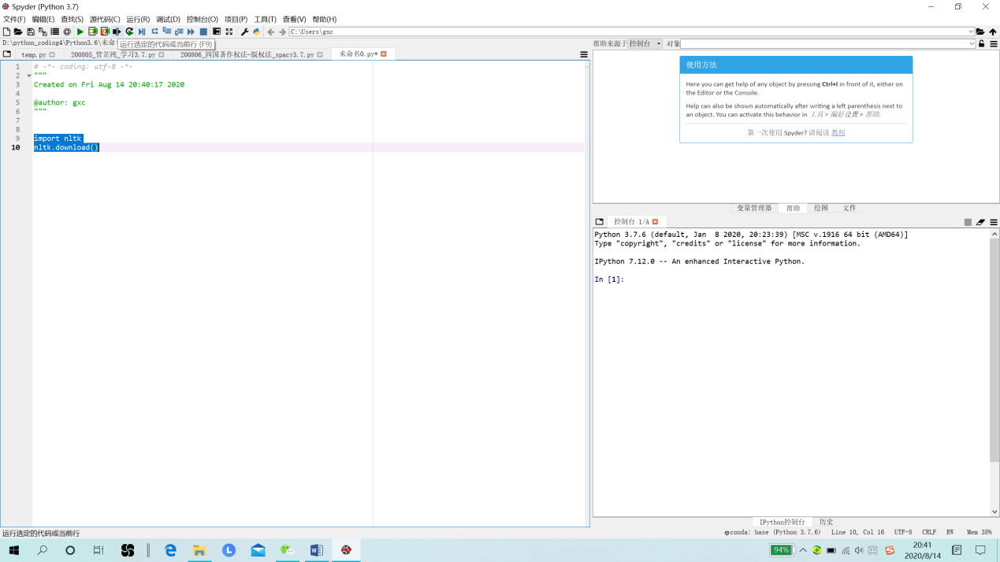 Spyder (Python 3.7)
文件(F) 编辑(E) 查找(S) 源代码(C) 运行(R) 调试(D) 控制台(O) 项目(P) 工具(T) 查看(V) 帮助(H)
C:\Users\gxc
D:\python_coding4\Python3.6\未命
运行选定的代码或当前行 (F9)
temp.py 200805_管芷纯_学习3.7.py 200806_四国著作权法-版权法_spacy3.7.py 未命名0.py*
1 # -*- coding: utf-8 -*-
2 """
3 Created on Fri Aug 14 20:40:17 2020
4
5 @author: gxc
6 """
7
8
9 import nltk
10 nltk.download()
帮助来源于 控制台 对象
使用方法
Here you can get help of any object by pressing Ctrl+I in front of it, either on
the Editor or the Console.
Help can also be shown automatically after writing a left parenthesis next to
an object. You can activate this behavior in 工具 > 偏好设置 > 帮助.
第一次使用 Spyder? 请阅读 教程
变量管理器 帮助 绘图 文件
控制台 1/A
Python 3.7.6 (default, Jan  8 2020, 20:23:39) [MSC v.1916 64 bit (AMD64)]
Type "copyright", "credits" or "license" for more information.
IPython 7.12.0 -- An enhanced Interactive Python.
In [1]:
IPython控制台 历史
运行选定的代码或当前行
conda: base (Python 3.7.6) Line 10, Col 16 UTF-8 CRLF RW Mem 38%
94% 英 20:41
2020/8/14